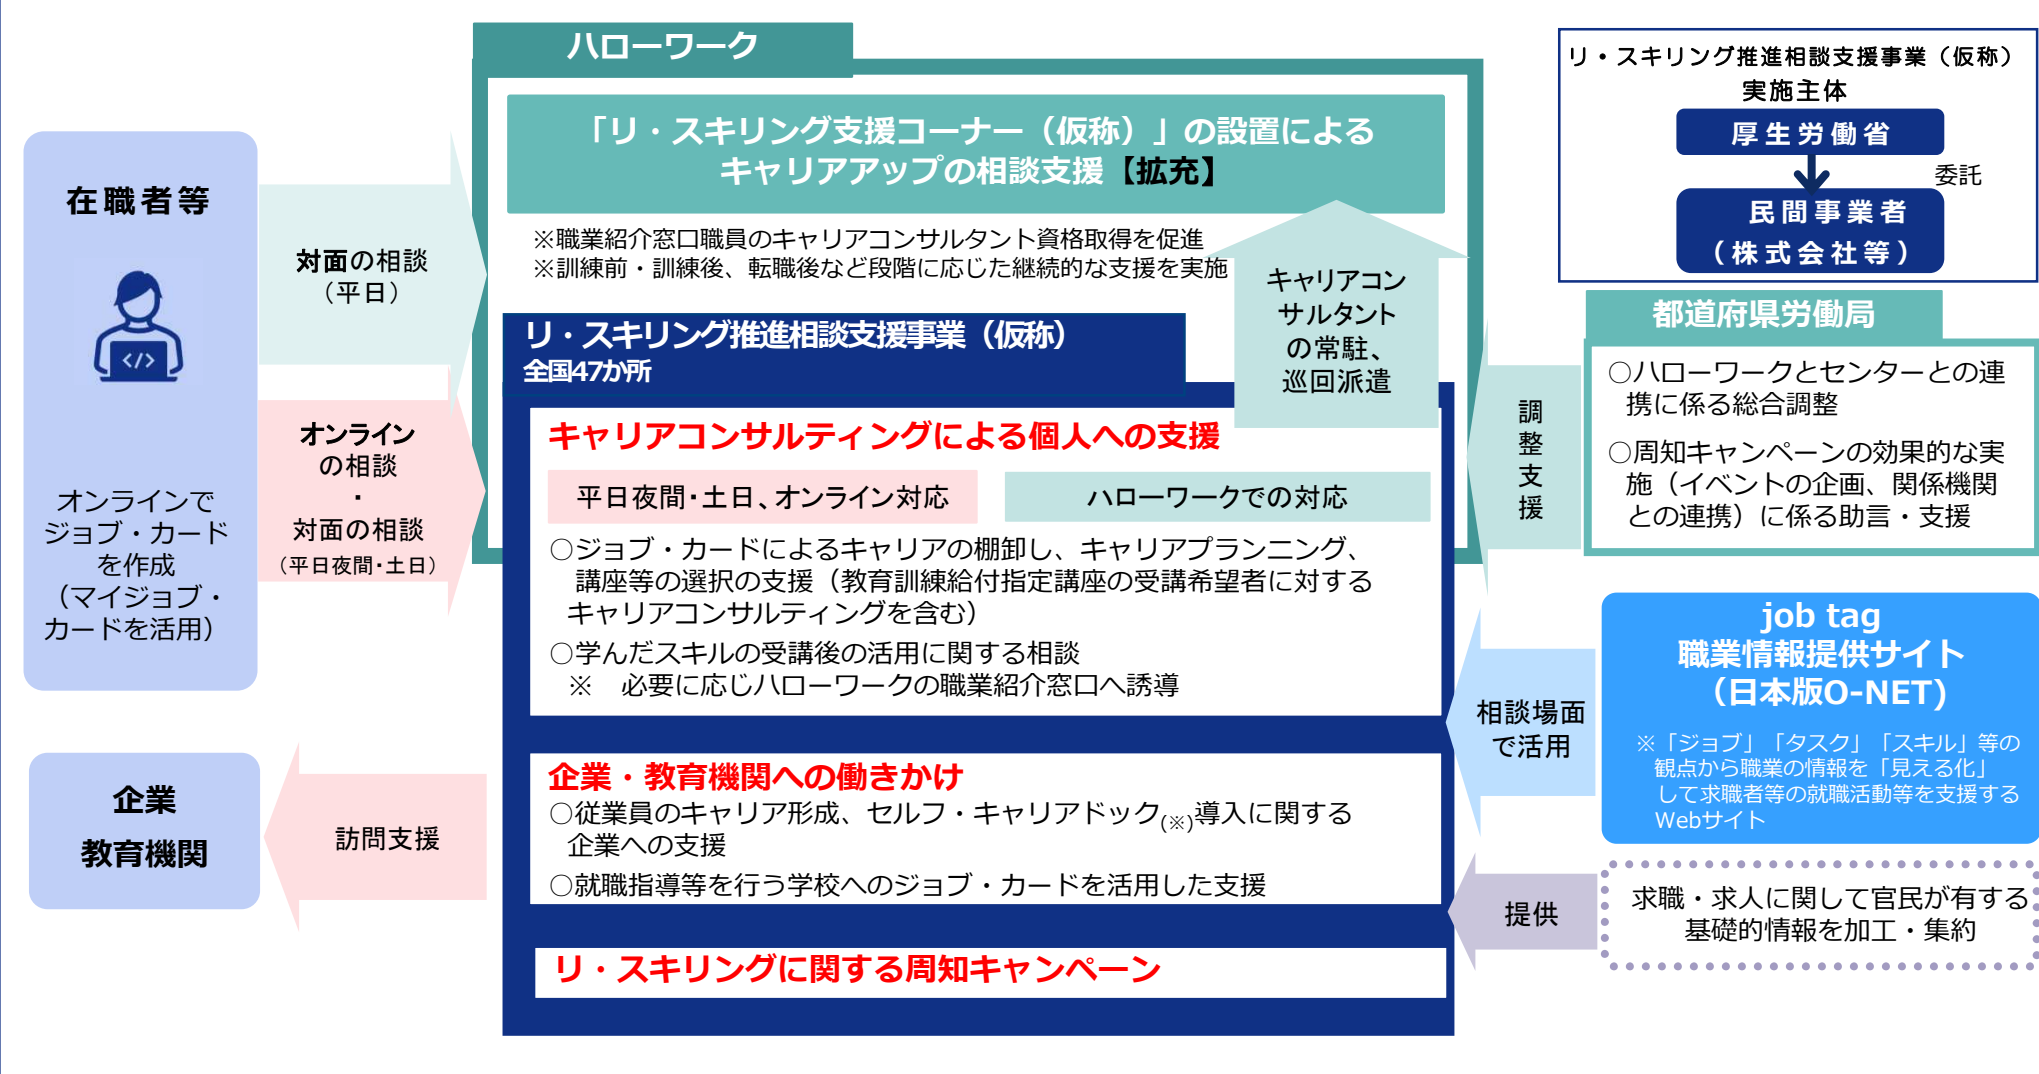 ハローワーク
「リ・スキリング支援コーナー（仮称）」の設置による
キャリアアップの相談支援【拡充】
※職業紹介窓口職員のキャリアコンサルタント資格取得を促進
※訓練前・訓練後、転職後など段階に応じた継続的な支援を実施
在職者等
</>
オンラインで
ジョブ・カード
を作成
（マイジョブ・
カードを活用）
対面の相談
（平日）
オンライン
の相談
・
対面の相談
（平日夜間・土日）
リ・スキリング推進相談支援事業（仮称）
全国47か所
キャリアコン
サルタント
の常駐、
巡回派遣
キャリアコンサルティングによる個人への支援
平日夜間・土日、オンライン対応
ハローワークでの対応
○ジョブ・カードによるキャリアの棚卸し、キャリアプランニング、
講座等の選択の支援（教育訓練給付指定講座の受講希望者に対する
キャリアコンサルティングを含む）
○学んだスキルの受講後の活用に関する相談
※　必要に応じハローワークの職業紹介窓口へ誘導
企業
教育機関
訪問支援
企業・教育機関への働きかけ
○従業員のキャリア形成、セルフ・キャリアドック(※)導入に関する
企業への支援
○就職指導等を行う学校へのジョブ・カードを活用した支援
リ・スキリングに関する周知キャンペーン
リ・スキリング推進相談支援事業（仮称）
実施主体
厚生労働省
委託
民間事業者
（株式会社等）
都道府県労働局
○ハローワークとセンターとの連
携に係る総合調整
○周知キャンペーンの効果的な実
施（イベントの企画、関係機関
との連携）に係る助言・支援
調
整
支
援
job tag
職業情報提供サイト
（日本版O-NET)
※「ジョブ」「タスク」「スキル」等の
観点から職業の情報を「見える化」
して求職者等の就職活動等を支援する
Webサイト
相談場面
で活用
提供
求職・求人に関して官民が有する
基礎的情報を加工・集約